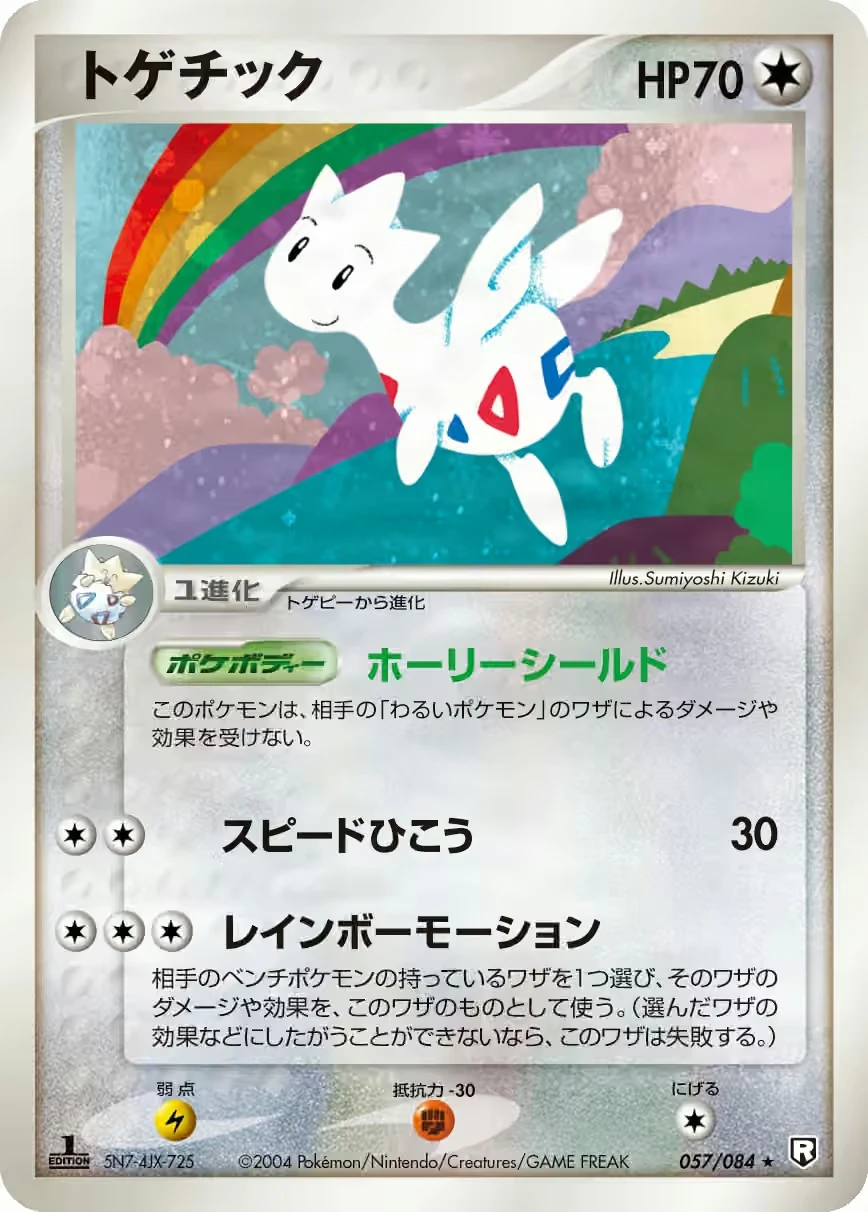 トゲチック HP70
Illus.Sumiyoshi Kizuki
1進化 トゲピーから進化
ポケボディー ホーリーシールド
このポケモンは、相手の「わるいポケモン」のワザによるダメージや
効果を受けない。
スピードひこう 30
レインボーモーション
相手のベンチポケモンの持っているワザを1つ選び、そのワザの
ダメージや効果を、このワザのものとして使う。(選んだワザの
効果などにしたがうことができないなら、このワザは失敗する。)
弱点 抵抗力 -30 にげる
1 EDITION 5N7-4JX-725 ©2004 Pokémon/Nintendo/Creatures/GAME FREAK 057/084 ★ R